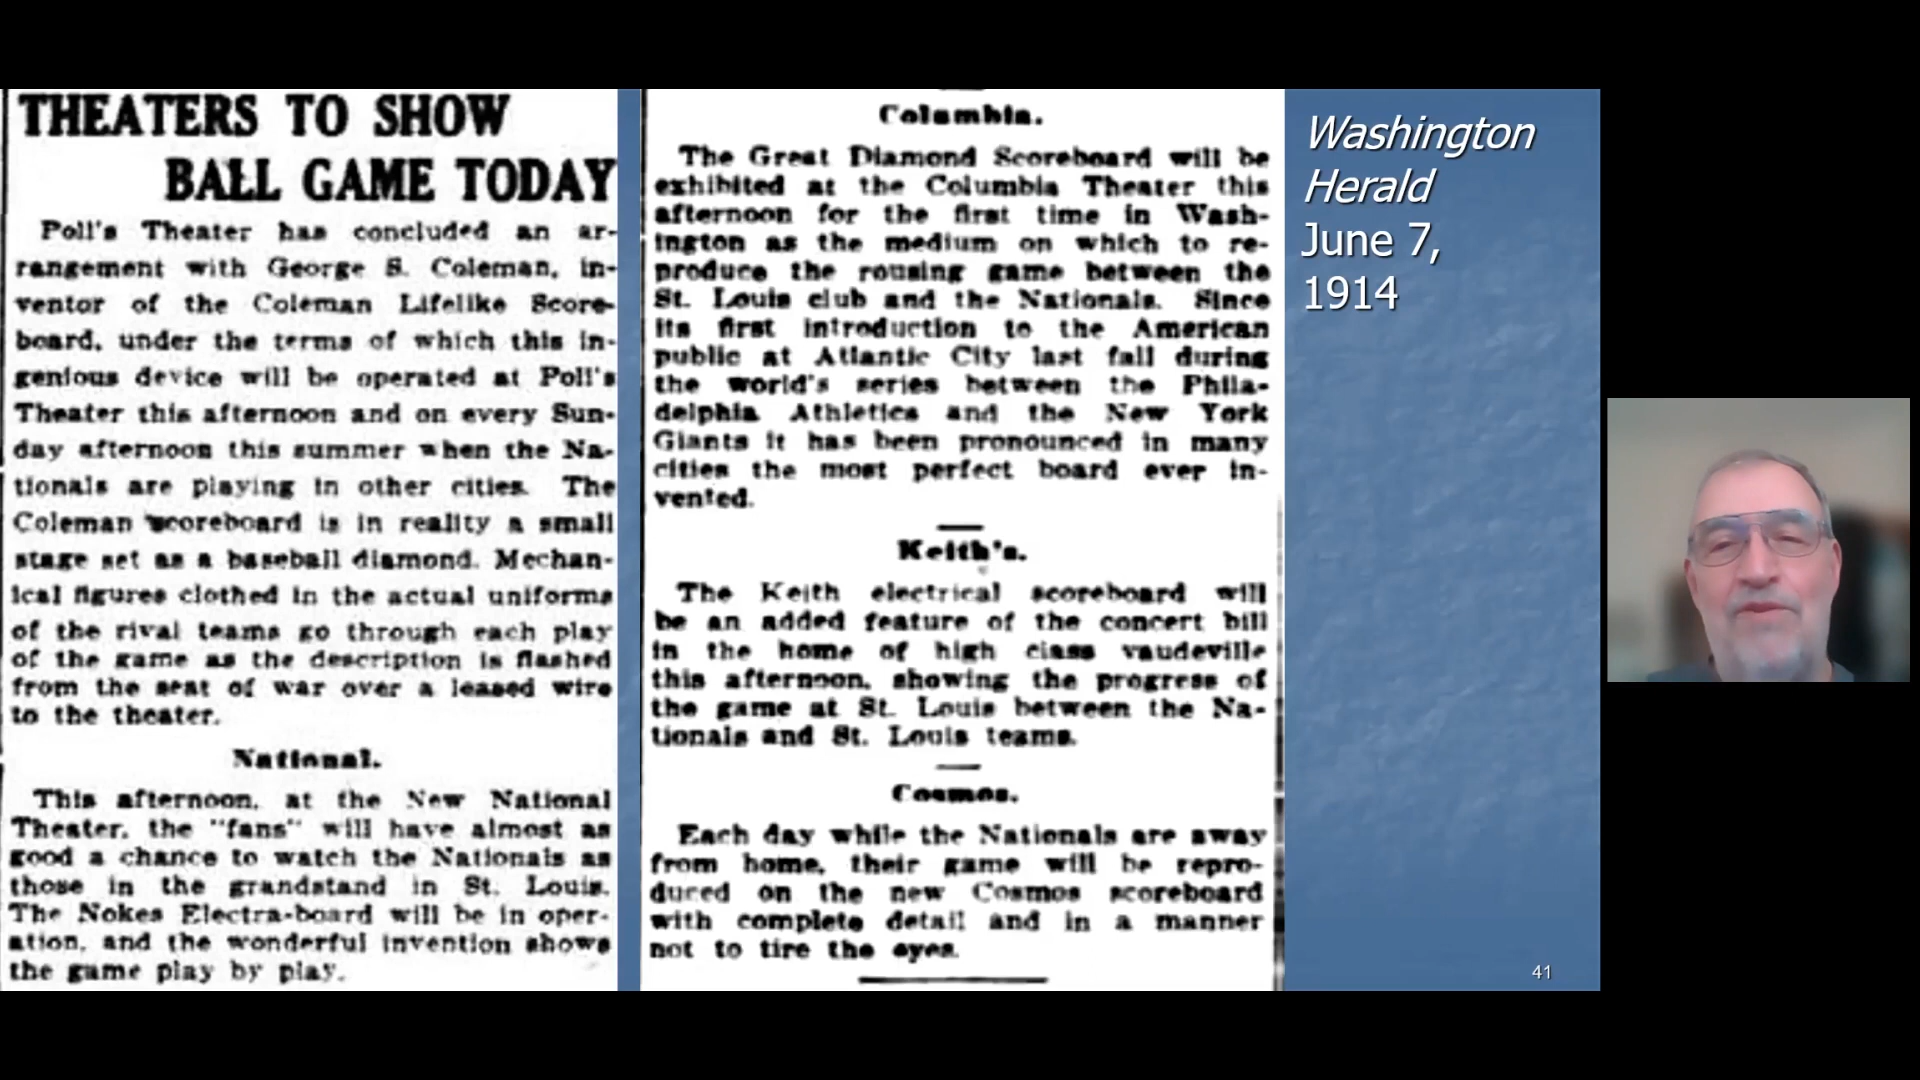 THEATERS TO SHOW
BALL GAME TODAY
Poli's Theater has concluded an ar-
rangement with George S. Coleman, in-
ventor of the Coleman Lifelike Score-
board, under the terms of which this in-
genious device will be operated at Poli's
Theater this afternoon and on every Sun-
day afternoon this summer when the Na-
tionals are playing in other cities. The
Coleman scoreboard is in reality a small
stage set as a baseball diamond. Mechan-
ical figures clothed in the actual uniforms
of the rival teams go through each play
of the game as the description is flashed
from the seat of war over a leased wire
to the theater.
National.
This afternoon, at the New National
Theater, the "fans" will have almost as
good a chance to watch the Nationals as
those in the grandstand in St. Louis.
The Nokes Electra-board will be in oper-
ation, and the wonderful invention shows
the game play by play.
Columbia.
The Great Diamond Scoreboard will be
exhibited at the Columbia Theater this
afternoon for the first time in Wash-
ington as the medium on which to re-
produce the rousing game between the
St. Louis club and the Nationals. Since
its first introduction to the American
public at Atlantic City last fall during
the world's series between the Phila-
delphia Athletics and the New York
Giants it has been pronounced in many
cities the most perfect board ever in-
vented.
Keith's.
The Keith electrical scoreboard will
be an added feature of the concert bill
in the home of high class vaudeville
this afternoon, showing the progress of
the game at St. Louis between the Na-
tionals and St. Louis teams.
Cosmos.
Each day while the Nationals are away
from home, their game will be repro-
duced on the new Cosmos scoreboard
with complete detail and in a manner
not to tire the eyes.
Washington
Herald
June 7,
1914
41